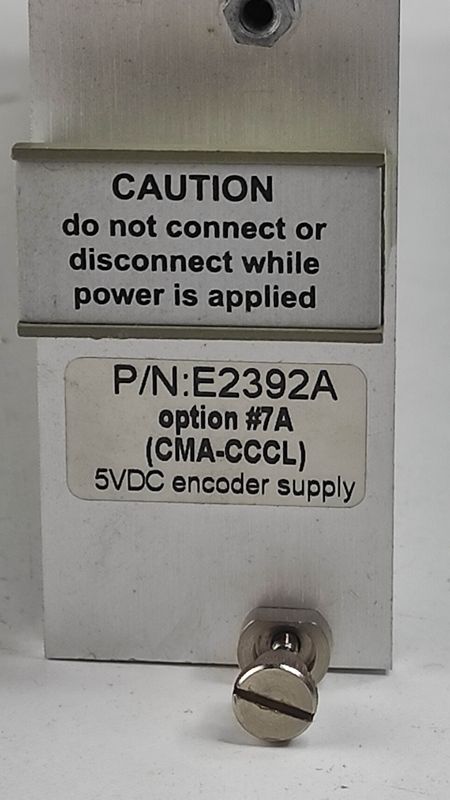 CAUTION
do not connect or
disconnect while
power is applied
P/N:E2392A
option #7A
(CMA-CCCL)
5VDC encoder supply